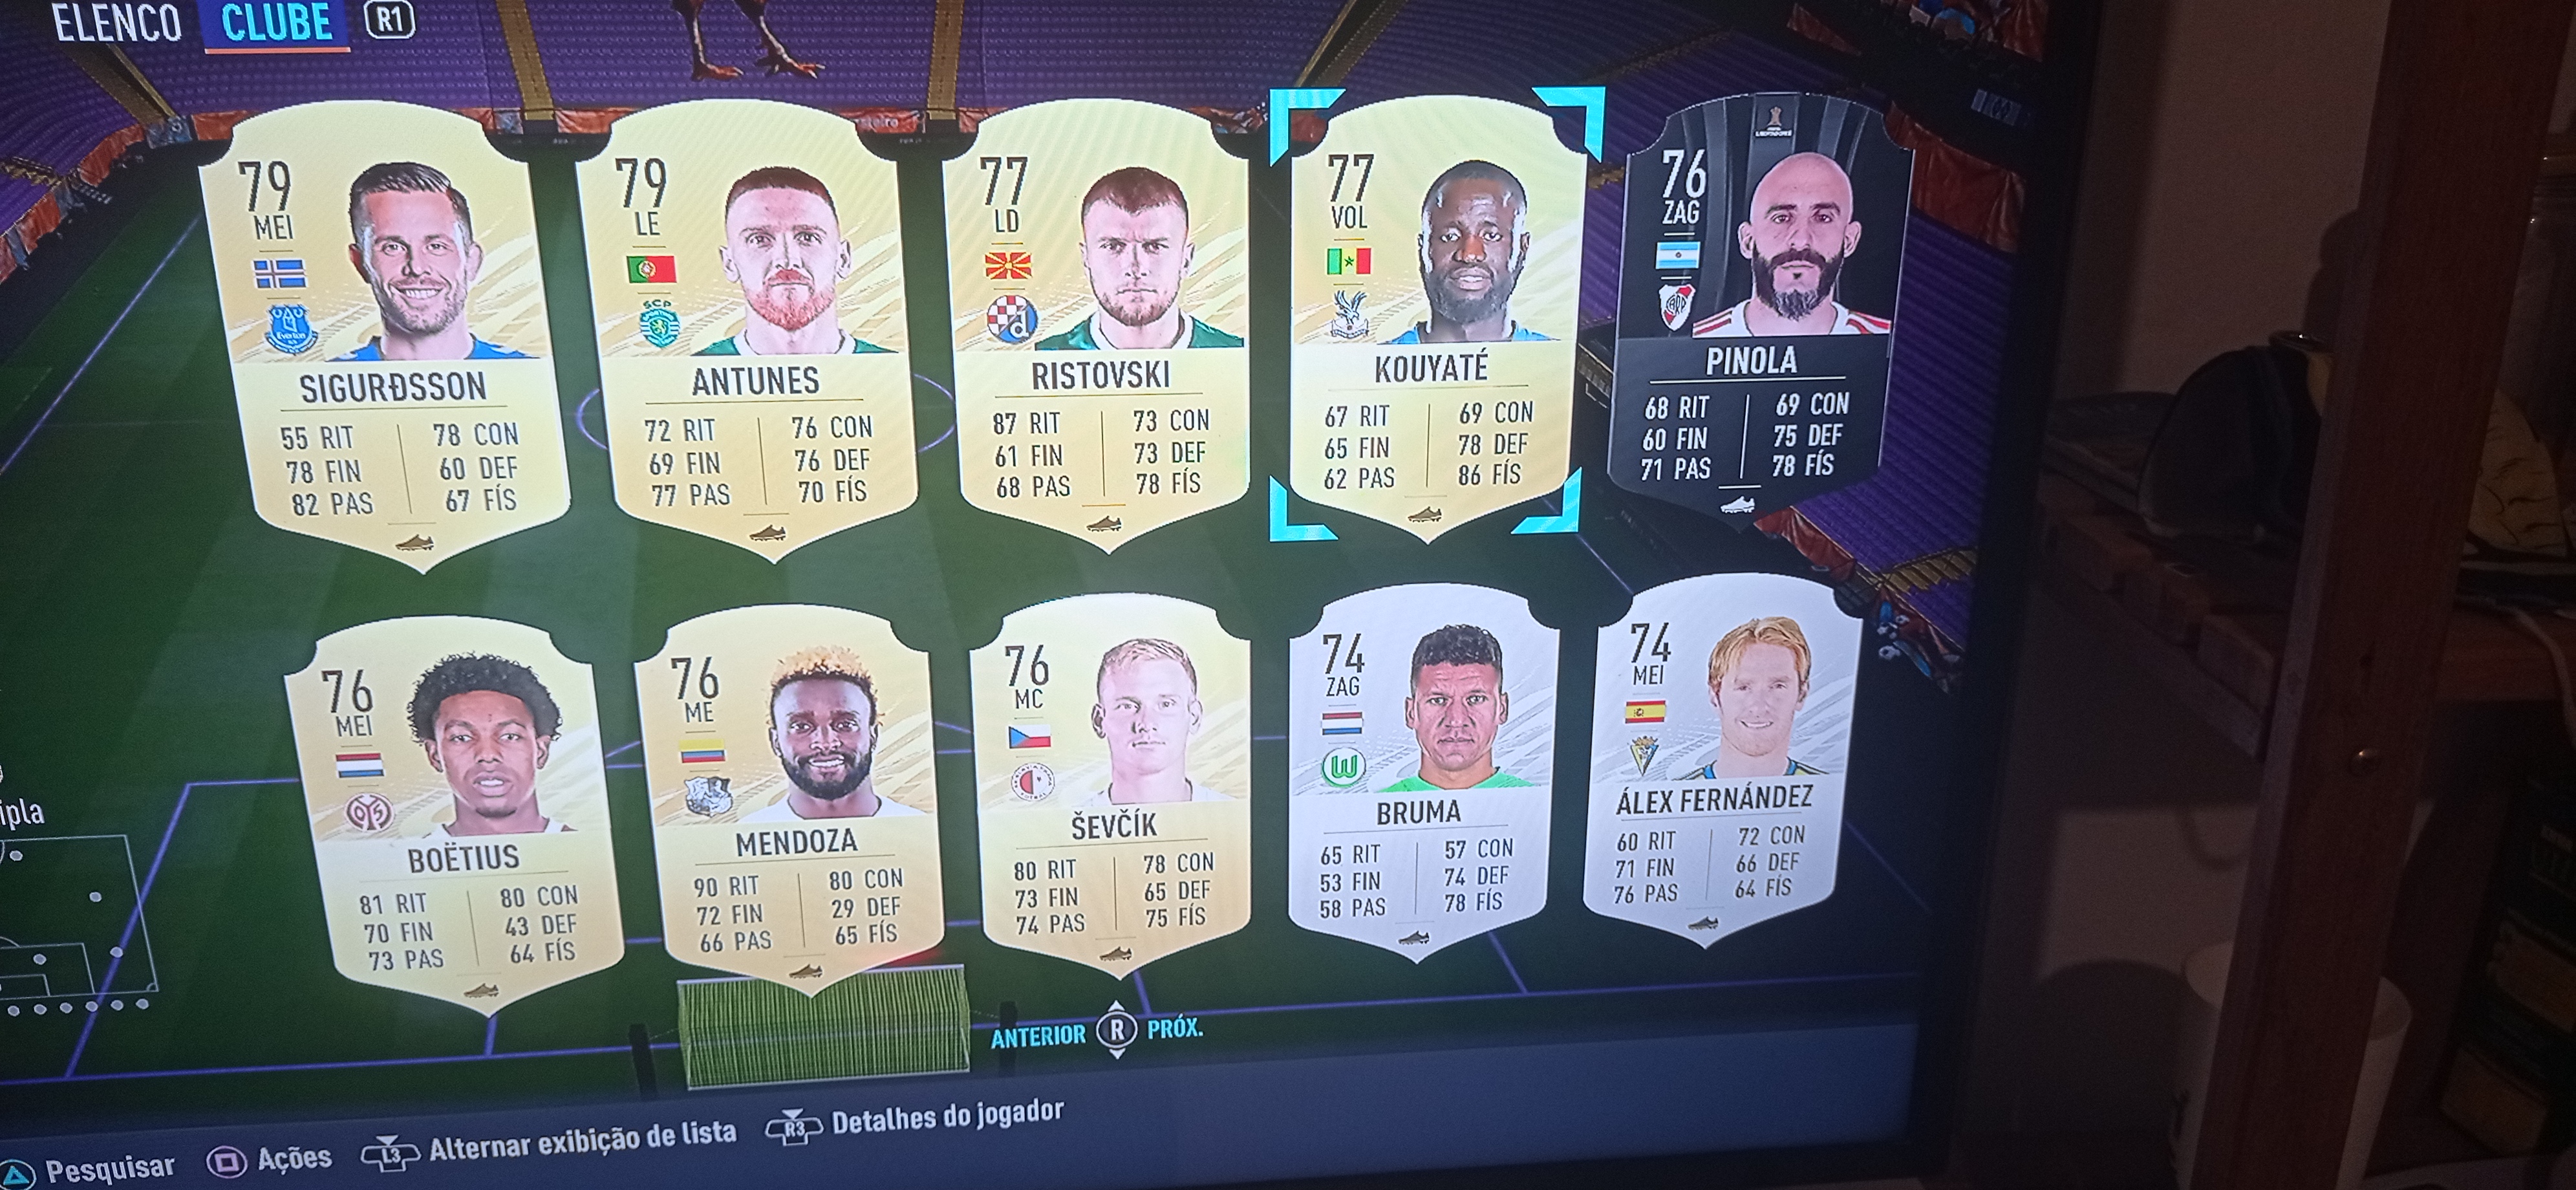 ELENCO CLUBE R1
79
MEI
Everton
SIGURÐSSON
55 RIT 78 CON
78 FIN 60 DEF
82 PAS 67 FÍS
79
LE
SCP
ANTUNES
72 RIT 76 CON
69 FIN 76 DEF
77 PAS 70 FÍS
77
LD
RISTOVSKI
87 RIT 73 CON
61 FIN 73 DEF
68 PAS 78 FÍS
77
VOL
KOUYATÉ
67 RIT 69 CON
65 FIN 78 DEF
62 PAS 86 FÍS
LIBERTADORES
76
ZAG
PINOLA
68 RIT 69 CON
60 FIN 75 DEF
71 PAS 78 FÍS
76
MEI
BOËTIUS
81 RIT 80 CON
70 FIN 43 DEF
73 PAS 64 FÍS
76
ME
MENDOZA
90 RIT 80 CON
72 FIN 29 DEF
66 PAS 65 FÍS
76
MC
ŠEVČÍK
80 RIT 78 CON
73 FIN 65 DEF
74 PAS 75 FÍS
74
ZAG
BRUMA
65 RIT 57 CON
53 FIN 74 DEF
58 PAS 78 FÍS
74
MEI
ÁLEX FERNÁNDEZ
60 RIT 72 CON
71 FIN 66 DEF
76 PAS 64 FÍS
ipla
ANTERIOR R PRÓX.
Pesquisar Ações L3 Alternar exibição de lista R3 Detalhes do jogador